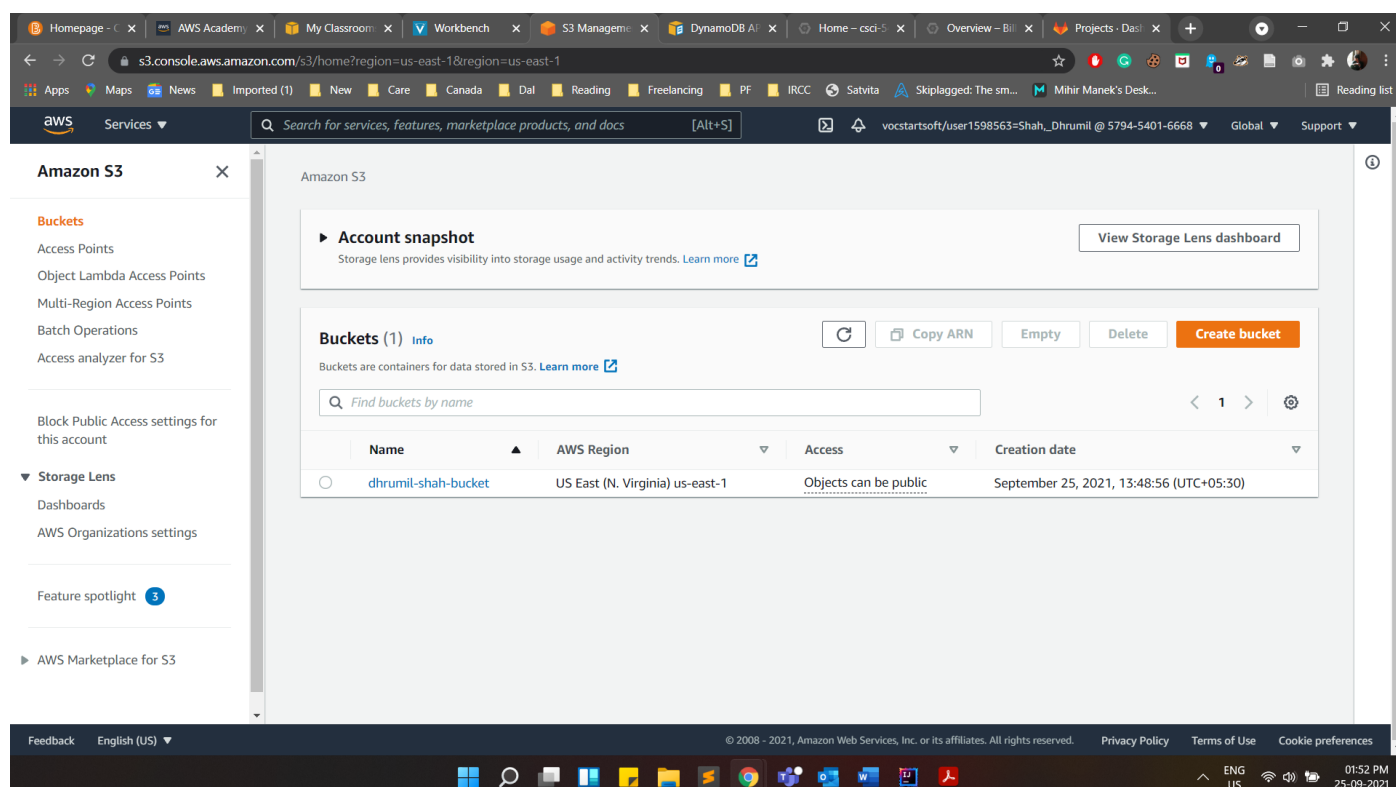 Homepage - C
AWS Academy
My Classroom
Workbench
S3 Manageme
DynamoDB AP
Home – csci-5
Overview – Bill
Projects · Dash
s3.console.aws.amazon.com/s3/home?region=us-east-1&region=us-east-1
Apps Maps News Imported (1) New Care Canada Dal Reading Freelancing PF IRCC Satvita Skiplagged: The sm... Mihir Manek's Desk... Reading list
aws Services ▼ Search for services, features, marketplace products, and docs [Alt+S] vocstartsoft/user1598563=Shah,_Dhrumil @ 5794-5401-6668 ▼ Global ▼ Support ▼
Amazon S3
Buckets
Access Points
Object Lambda Access Points
Multi-Region Access Points
Batch Operations
Access analyzer for S3
Block Public Access settings for
this account
Storage Lens
Dashboards
AWS Organizations settings
Feature spotlight 3
AWS Marketplace for S3
Amazon S3
Account snapshot
Storage lens provides visibility into storage usage and activity trends. Learn more
View Storage Lens dashboard
Buckets (1) Info
Buckets are containers for data stored in S3. Learn more
Copy ARN Empty Delete Create bucket
Find buckets by name
1
Name AWS Region Access Creation date
dhrumil-shah-bucket US East (N. Virginia) us-east-1 Objects can be public September 25, 2021, 13:48:56 (UTC+05:30)
Feedback English (US) ▼ © 2008 - 2021, Amazon Web Services, Inc. or its affiliates. All rights reserved. Privacy Policy Terms of Use Cookie preferences
ENG
US
01:52 PM
25-09-2021